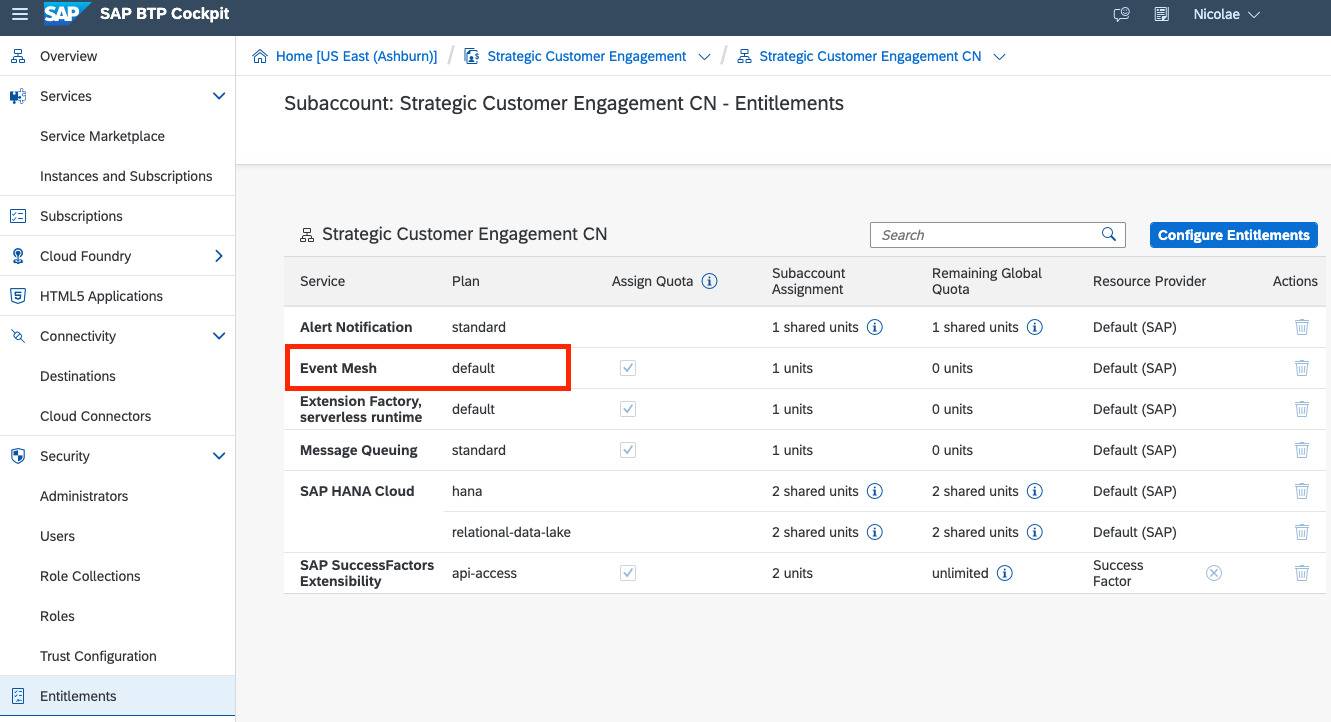 SAP
SAP BTP Cockpit
Nicolae
Overview
Services
Service Marketplace
Instances and Subscriptions
Subscriptions
Cloud Foundry
HTML5 Applications
Connectivity
Destinations
Cloud Connectors
Security
Administrators
Users
Role Collections
Roles
Trust Configuration
Entitlements
Home [US East (Ashburn)] / Strategic Customer Engagement / Strategic Customer Engagement CN
Subaccount: Strategic Customer Engagement CN - Entitlements
Strategic Customer Engagement CN
Search
Configure Entitlements
Service Plan Assign Quota Subaccount Assignment Remaining Global Quota Resource Provider Actions
Alert Notification standard 1 shared units 1 shared units Default (SAP)
Event Mesh default 1 units 0 units Default (SAP)
Extension Factory, serverless runtime default 1 units 0 units Default (SAP)
Message Queuing standard 1 units 0 units Default (SAP)
SAP HANA Cloud hana 2 shared units 2 shared units Default (SAP)
relational-data-lake 2 shared units 2 shared units Default (SAP)
SAP SuccessFactors Extensibility api-access 2 units unlimited Success Factor